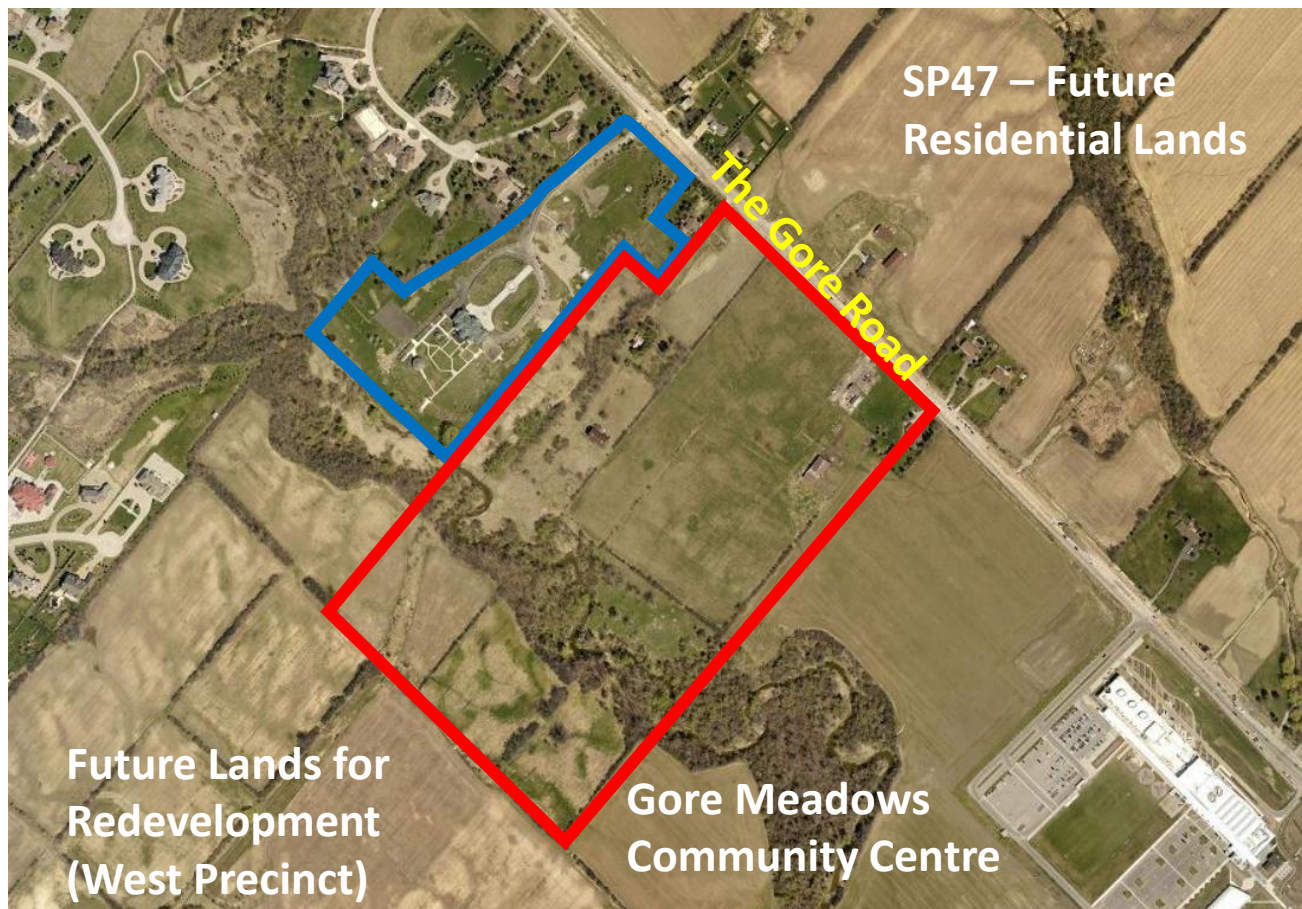 SP47 – Future
Residential Lands
The Gore Road
Future Lands for
Redevelopment
(West Precinct)
Gore Meadows
Community Centre